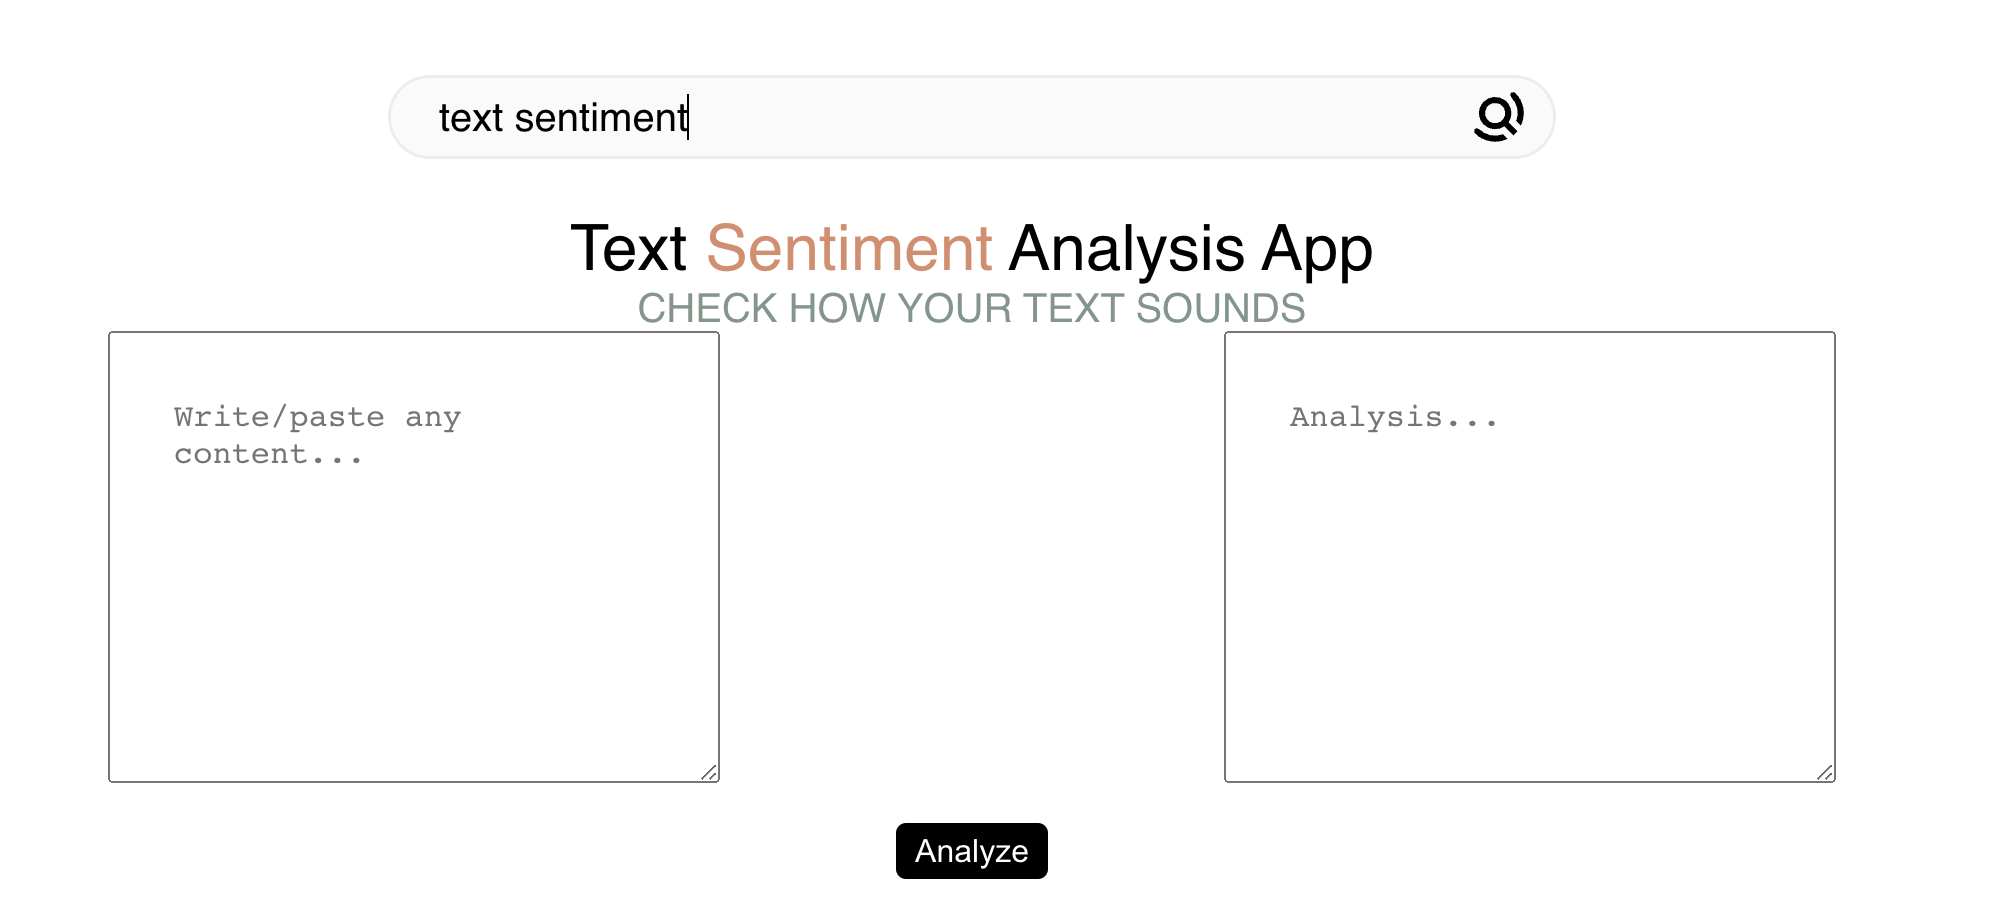 text sentiment
Text Sentiment Analysis App
CHECK HOW YOUR TEXT SOUNDS
Write/paste any
content...
Analysis...
Analyze